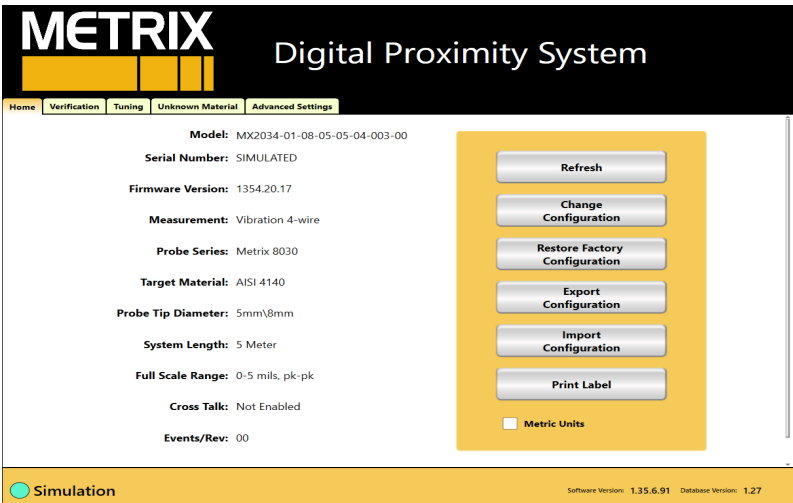 METRIX
Digital Proximity System
Home Verification Tuning Unknown Material Advanced Settings
Model: MX2034-01-08-05-05-04-003-00
Serial Number: SIMULATED
Firmware Version: 1354.20.17
Measurement: Vibration 4-wire
Probe Series: Metrix 8030
Target Material: AISI 4140
Probe Tip Diameter: 5mm\8mm
System Length: 5 Meter
Full Scale Range: 0-5 mils, pk-pk
Cross Talk: Not Enabled
Events/Rev: 00
Refresh
Change
Configuration
Restore Factory
Configuration
Export
Configuration
Import
Configuration
Print Label
Metric Units
Simulation
Software Version: 1.35.6.91 Database Version: 1.27